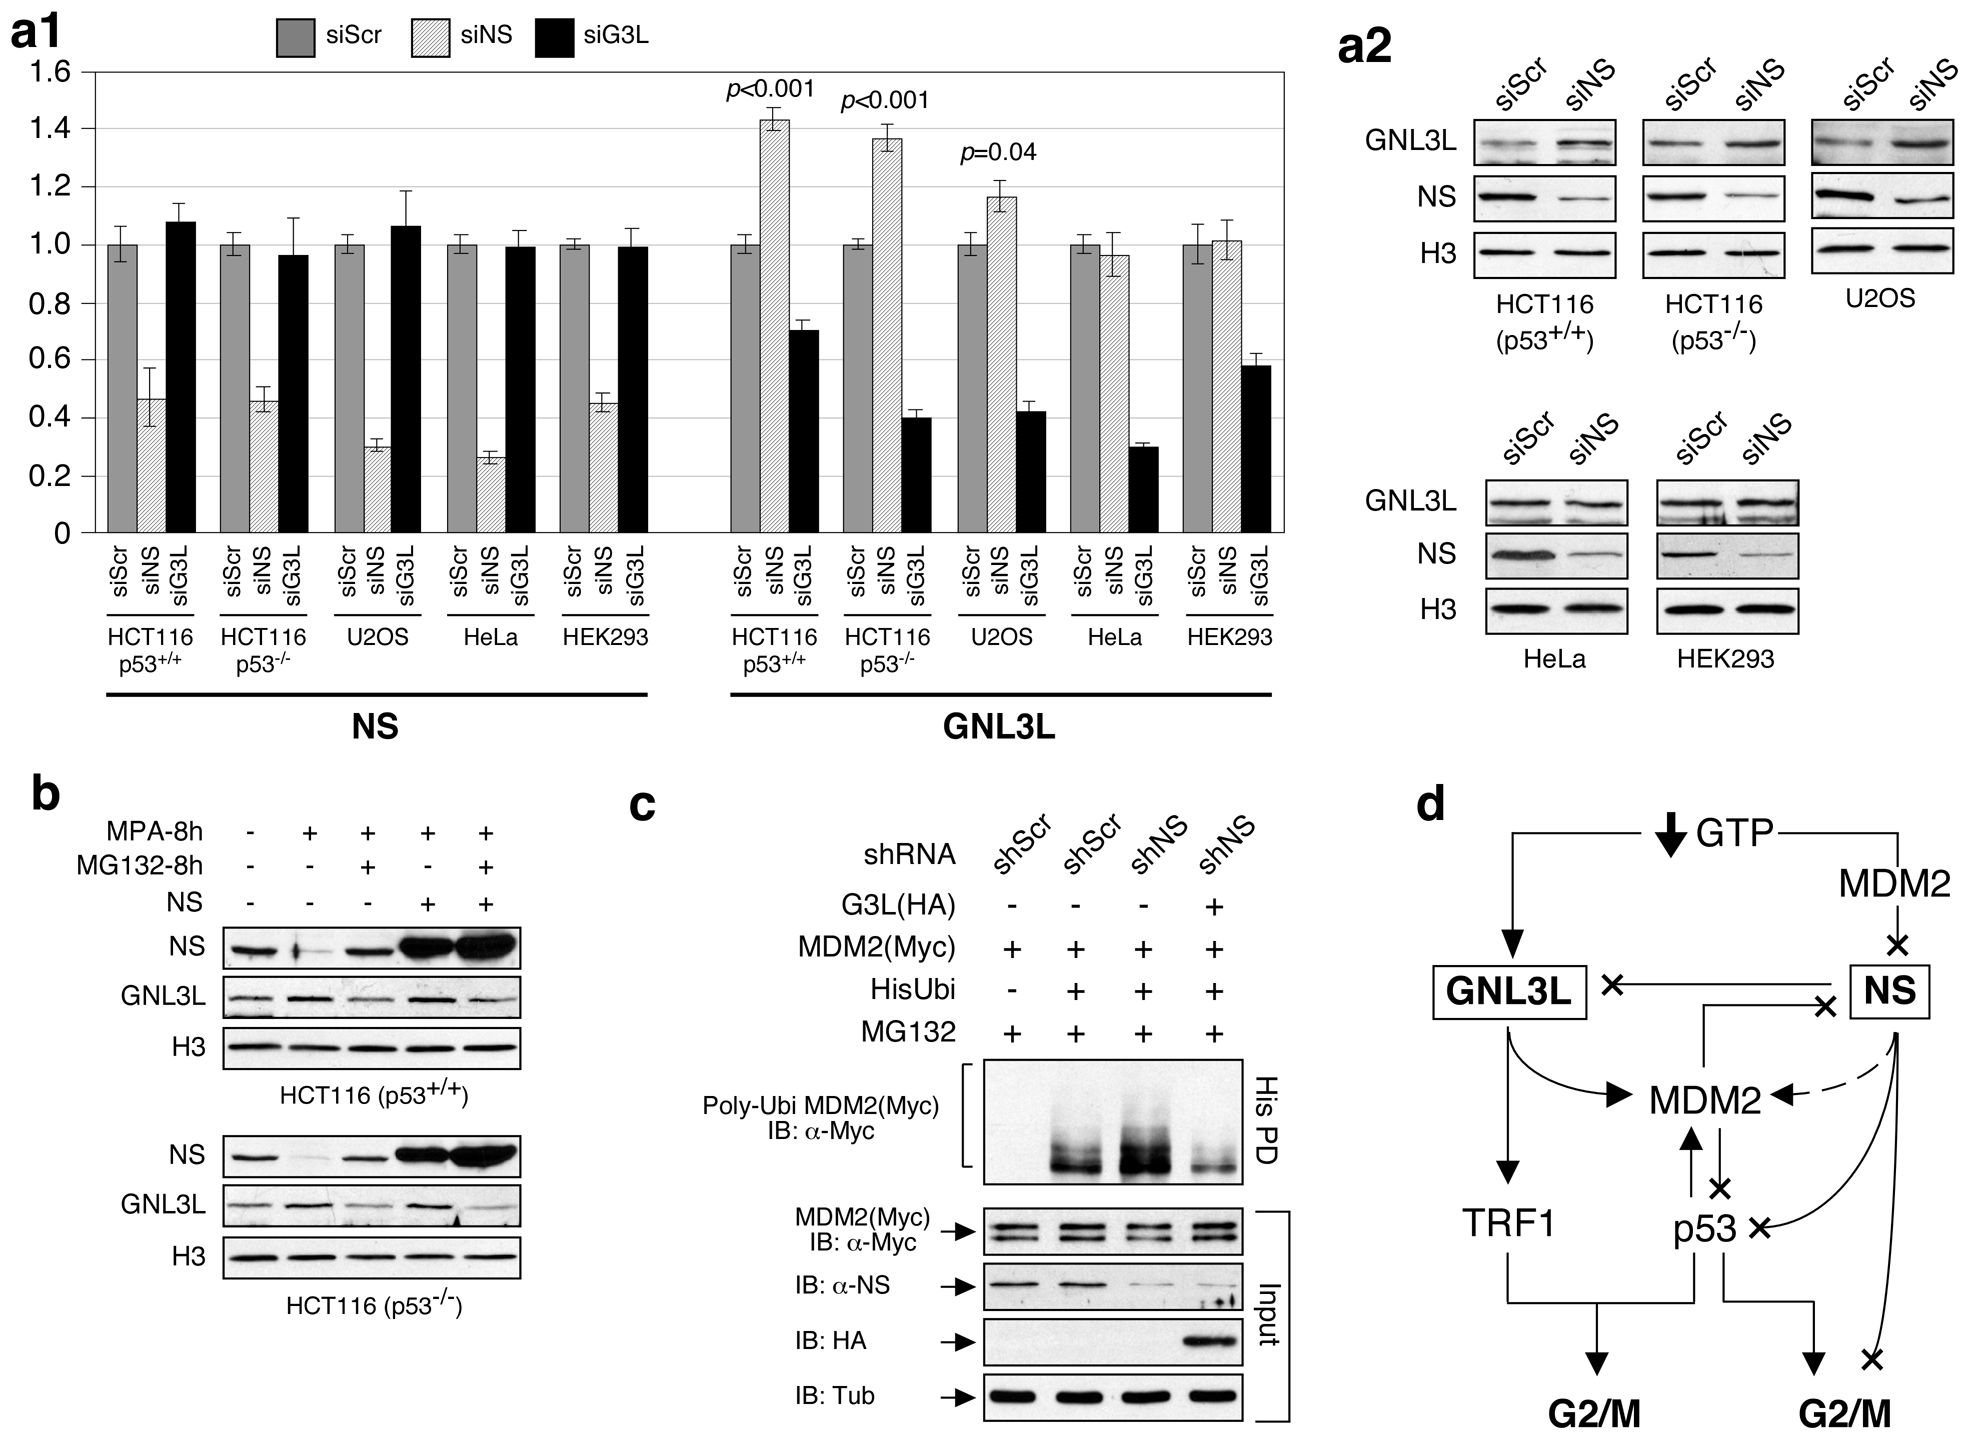 a1
siScr siNS siG3L
1.6
1.4
1.2
1.0
0.8
0.6
0.4
0.2
0
p<0.001
p<0.001
p=0.04
siScr siNS siG3L siScr siNS siG3L siScr siNS siG3L siScr siNS siG3L siScr siNS siG3L siScr siNS siG3L siScr siNS siG3L siScr siNS siG3L siScr siNS siG3L siScr siNS siG3L
HCT116 HCT116 U2OS HeLa HEK293 HCT116 HCT116 U2OS HeLa HEK293
p53+/+ p53-/- p53+/+ p53-/-
NS GNL3L
a2
siScr siNS siScr siNS siScr siNS
GNL3L
NS
H3
HCT116 HCT116 U2OS
(p53+/+) (p53-/-)
siScr siNS siScr siNS
GNL3L
NS
H3
HeLa HEK293
b
MPA-8h - + + + +
MG132-8h - - + - +
NS - - - + +
NS
GNL3L
H3
HCT116 (p53+/+)
NS
GNL3L
H3
HCT116 (p53-/-)
c
shRNA shScr shScr shNS shNS
G3L(HA) - - - +
MDM2(Myc) + + + +
HisUbi - + + +
MG132 + + + +
Poly-Ubi MDM2(Myc)
IB: α-Myc
His PD
MDM2(Myc)
IB: α-Myc
IB: α-NS
IB: HA
IB: Tub
Input
d
GTP
MDM2
GNL3L NS
MDM2
TRF1 p53
G2/M G2/M